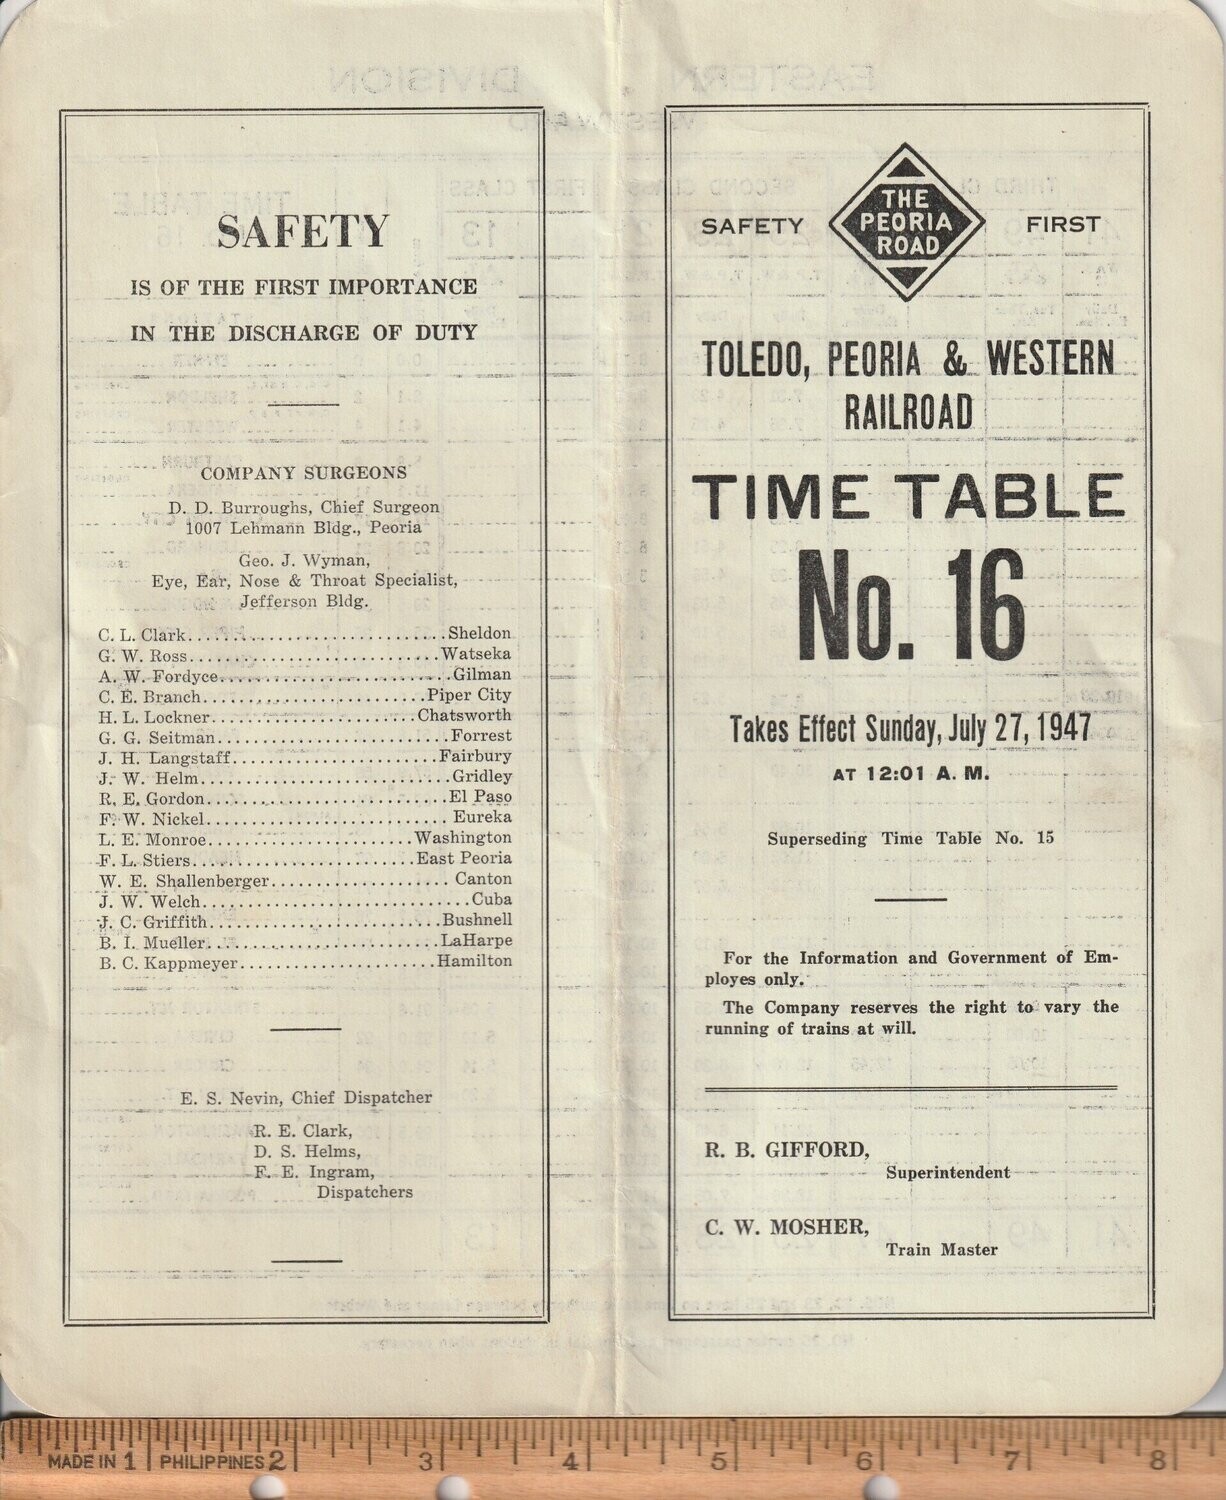 SAFETY
IS OF THE FIRST IMPORTANCE
IN THE DISCHARGE OF DUTY
COMPANY SURGEONS
D. D. Burroughs, Chief Surgeon
1007 Lehmann Bldg., Peoria
Geo. J. Wyman,
Eye, Ear, Nose & Throat Specialist,
Jefferson Bldg.
C. L. Clark.............................Sheldon
G. W. Ross............................Watseka
A. W. Fordyce..........................Gilman
C. E. Branch.........................Piper City
H. L. Lockner.......................Chatsworth
G. G. Seitman..........................Forrest
J. H. Langstaff.......................Fairbury
J. W. Helm............................Gridley
R. E. Gordon...........................El Paso
F. W. Nickel...........................Eureka
L. E. Monroe.......................Washington
F. L. Stiers.........................East Peoria
W. E. Shallenberger....................Canton
J. W. Welch..............................Cuba
J. C. Griffith..........................Bushnell
B. I. Mueller..........................LaHarpe
B. C. Kappmeyer......................Hamilton
E. S. Nevin, Chief Dispatcher
R. E. Clark,
D. S. Helms,
F. E. Ingram,
Dispatchers
SAFETY THE PEORIA ROAD FIRST
TOLEDO, PEORIA & WESTERN
RAILROAD
TIME TABLE
No. 16
Takes Effect Sunday, July 27, 1947
AT 12:01 A. M.
Superseding Time Table No. 15
For the Information and Government of Em-
ployes only.
The Company reserves the right to vary the
running of trains at will.
R. B. GIFFORD,
Superintendent
C. W. MOSHER,
Train Master
MADE IN 1 PHILIPPINES 2 3 4 5 6 7 8